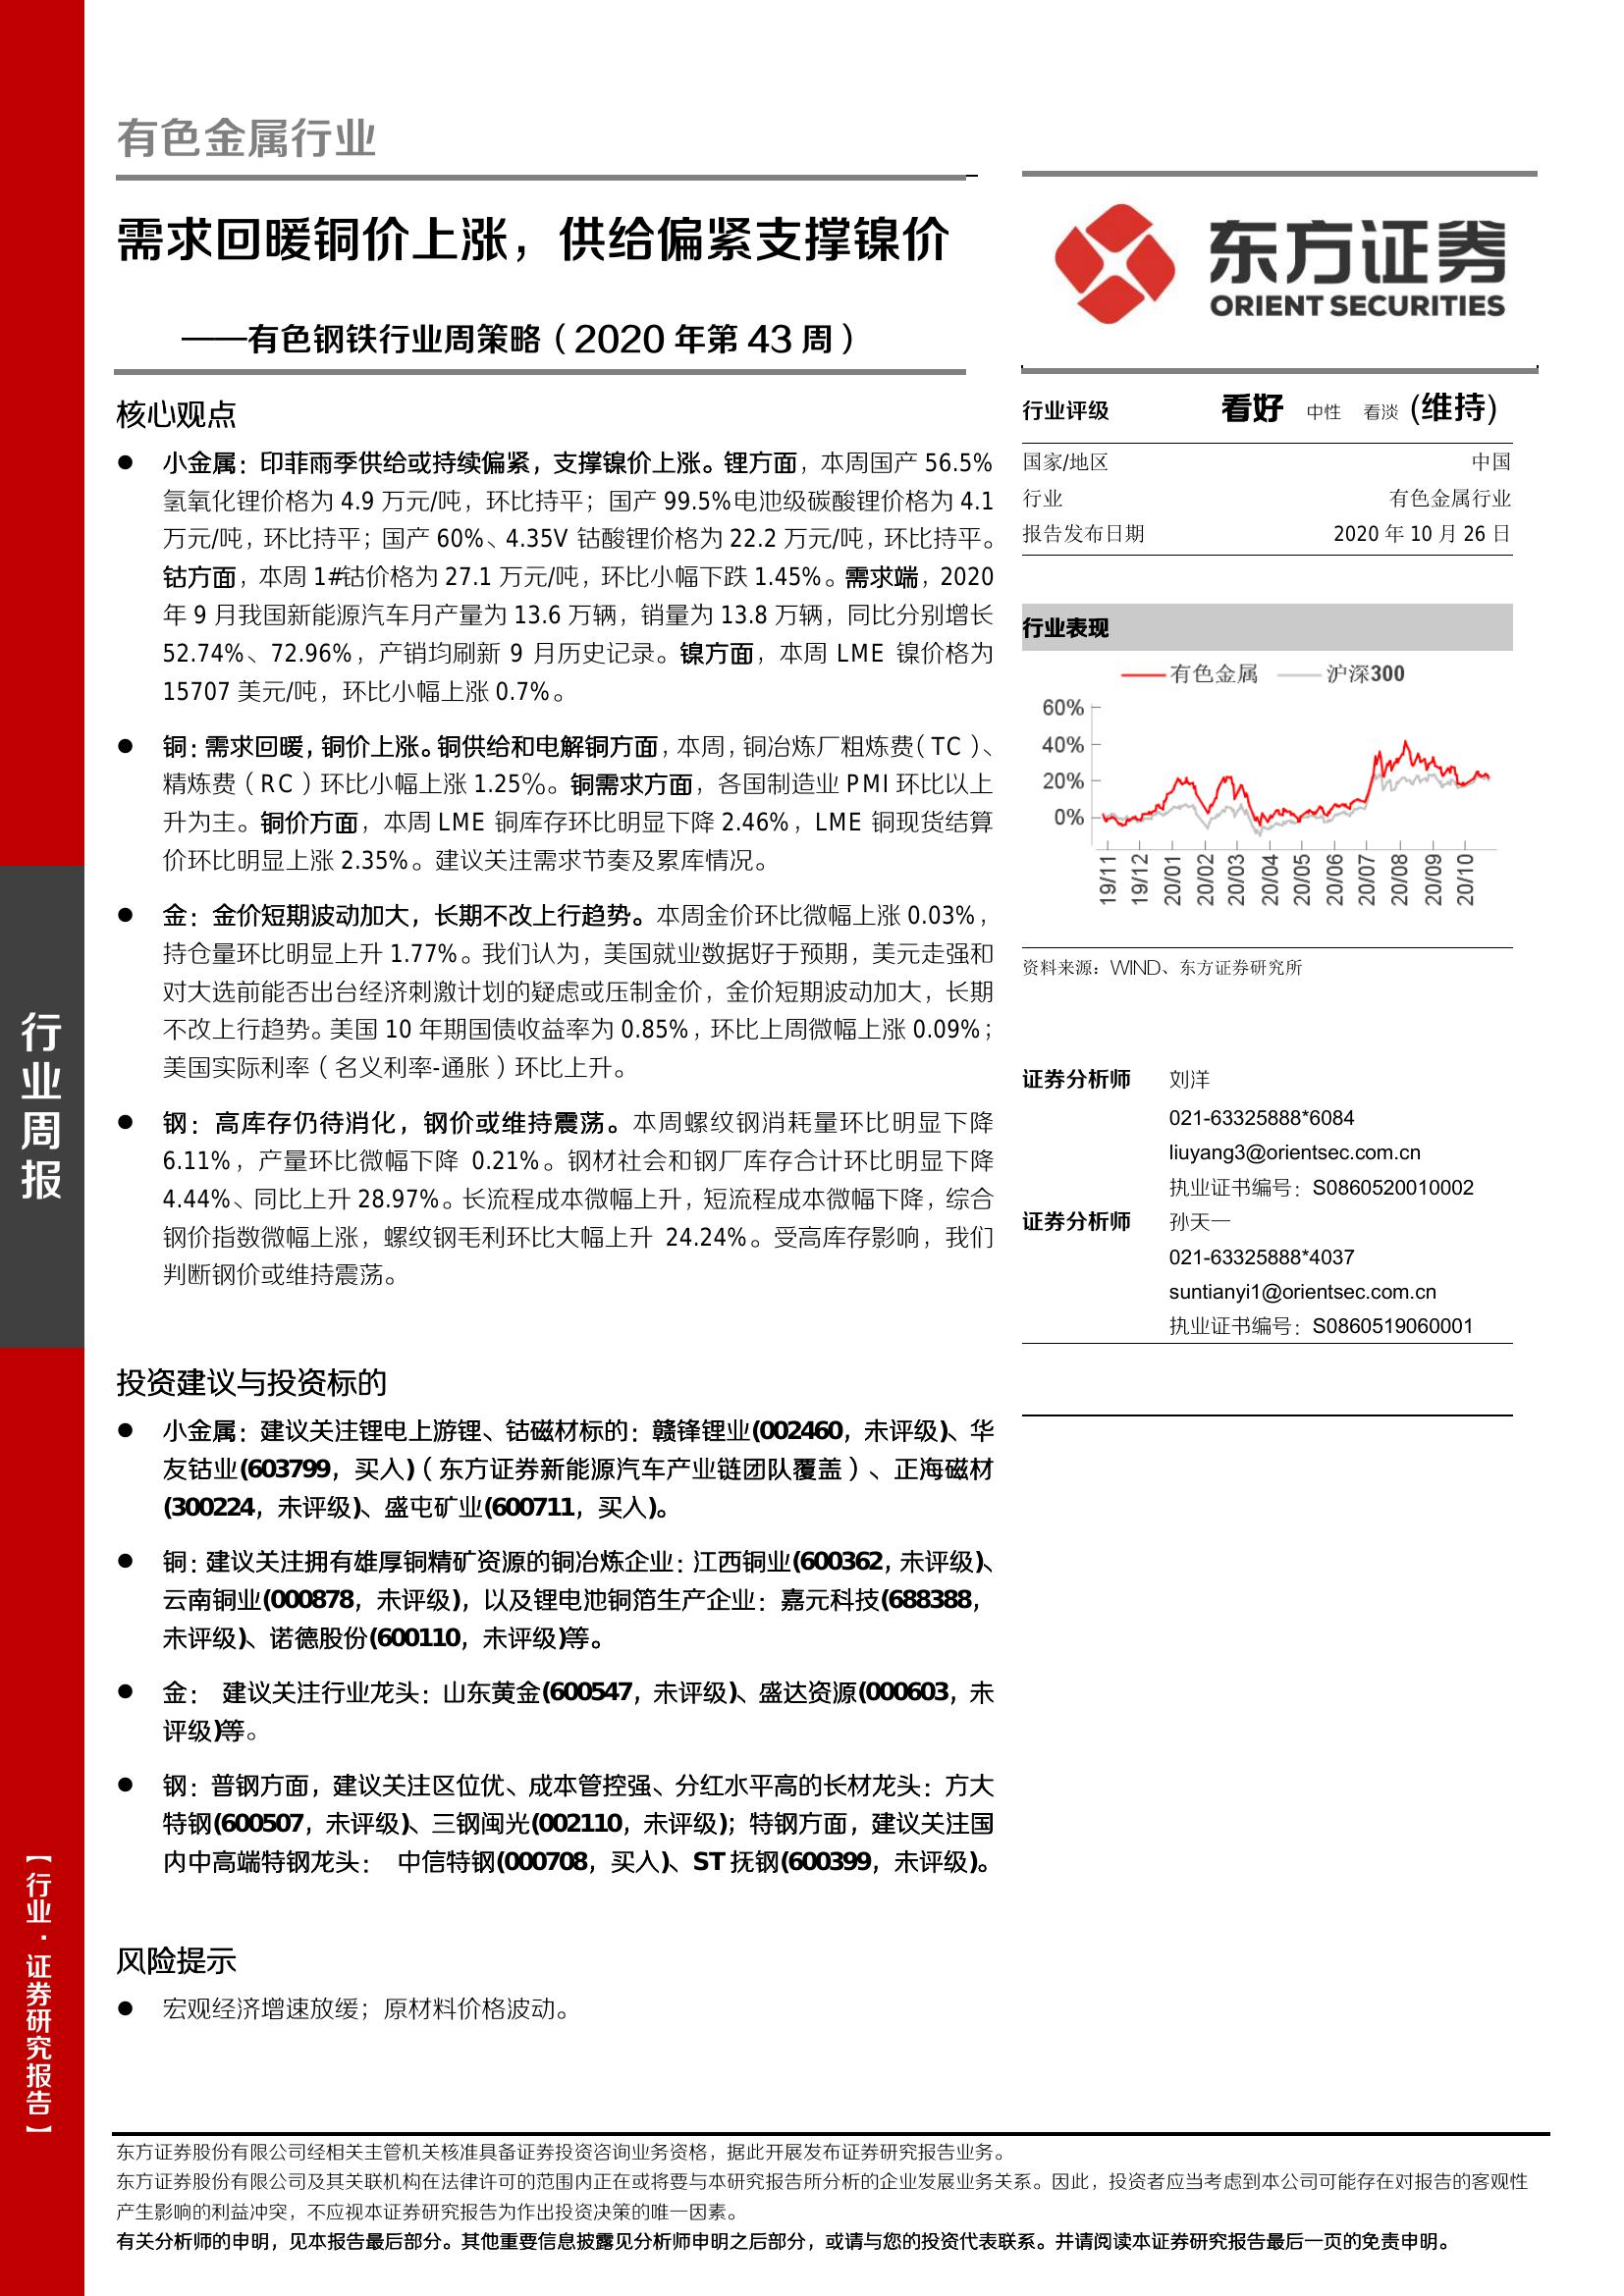 有色金属行业
需求回暖铜价上涨，供给偏紧支撑镍价
——有色钢铁行业周策略（2020 年第 43 周）
核心观点
● 小金属：印菲雨季供给或持续偏紧，支撑镍价上涨。锂方面，本周国产 56.5%
氢氧化锂价格为 4.9 万元/吨，环比持平；国产 99.5%电池级碳酸锂价格为 4.1
万元/吨，环比持平；国产 60%、4.35V 钴酸锂价格为 22.2 万元/吨，环比持平。
钴方面，本周 1#钴价格为 27.1 万元/吨，环比小幅下跌 1.45%。需求端，2020
年 9 月我国新能源汽车月产量为 13.6 万辆，销量为 13.8 万辆，同比分别增长
52.74%、72.96%，产销均刷新 9 月历史记录。镍方面，本周 LME 镍价格为
15707 美元/吨，环比小幅上涨 0.7%。
● 铜：需求回暖，铜价上涨。铜供给和电解铜方面，本周，铜冶炼厂粗炼费（TC）、
精炼费（RC）环比小幅上涨 1.25%。铜需求方面，各国制造业 PMI 环比以上
升为主。铜价方面，本周 LME 铜库存环比明显下降 2.46%，LME 铜现货结算
价环比明显上涨 2.35%。建议关注需求节奏及累库情况。
● 金：金价短期波动加大，长期不改上行趋势。本周金价环比微幅上涨 0.03%，
持仓量环比明显上升 1.77%。我们认为，美国就业数据好于预期，美元走强和
对大选前能否出台经济刺激计划的疑虑或压制金价，金价短期波动加大，长期
不改上行趋势。美国 10 年期国债收益率为 0.85%，环比上周微幅上涨 0.09%；
美国实际利率（名义利率-通胀）环比上升。
● 钢：高库存仍待消化，钢价或维持震荡。本周螺纹钢消耗量环比明显下降
6.11%，产量环比微幅下降 0.21%。钢材社会和钢厂库存合计环比明显下降
4.44%、同比上升 28.97%。长流程成本微幅上升，短流程成本微幅下降，综合
钢价指数微幅上涨，螺纹钢毛利环比大幅上升 24.24%。受高库存影响，我们
判断钢价或维持震荡。
投资建议与投资标的
● 小金属：建议关注锂电上游锂、钴磁材标的：赣锋锂业(002460，未评级)、华
友钴业(603799，买入)（东方证券新能源汽车产业链团队覆盖）、正海磁材
(300224，未评级)、盛屯矿业(600711，买入)。
● 铜：建议关注拥有雄厚铜精矿资源的铜冶炼企业：江西铜业(600362，未评级)、
云南铜业(000878，未评级)，以及锂电池铜箔生产企业：嘉元科技(688388，
未评级)、诺德股份(600110，未评级)等。
● 金： 建议关注行业龙头：山东黄金(600547，未评级)、盛达资源(000603，未
评级)等。
● 钢：普钢方面，建议关注区位优、成本管控强、分红水平高的长材龙头：方大
特钢(600507，未评级)、三钢闽光(002110，未评级)；特钢方面，建议关注国
内中高端特钢龙头： 中信特钢(000708，买入)、ST 抚钢(600399，未评级)。
风险提示
● 宏观经济增速放缓；原材料价格波动。
东方证券
ORIENT SECURITIES
行业评级 看好 中性 看淡 (维持)
国家/地区 中国
行业 有色金属行业
报告发布日期 2020 年 10 月 26 日
行业表现
有色金属 沪深300
60%
40%
20%
0%
19/11 19/12 20/01 20/02 20/03 20/04 20/05 20/06 20/07 20/08 20/09 20/10
资料来源：WIND、东方证券研究所
证券分析师 刘洋
021-63325888*6084
liuyang3@orientsec.com.cn
执业证书编号：S0860520010002
证券分析师 孙天一
021-63325888*4037
suntianyi1@orientsec.com.cn
执业证书编号：S0860519060001
行业周报
【行业·证券研究报告】
东方证券股份有限公司经相关主管机关核准具备证券投资咨询业务资格，据此开展发布证券研究报告业务。
东方证券股份有限公司及其关联机构在法律许可的范围内正在或将要与本研究报告所分析的企业发展业务关系。因此，投资者应当考虑到本公司可能存在对报告的客观性
产生影响的利益冲突，不应视本证券研究报告为作出投资决策的唯一因素。
有关分析师的申明，见本报告最后部分。其他重要信息披露见分析师申明之后部分，或请与您的投资代表联系。并请阅读本证券研究报告最后一页的免责申明。